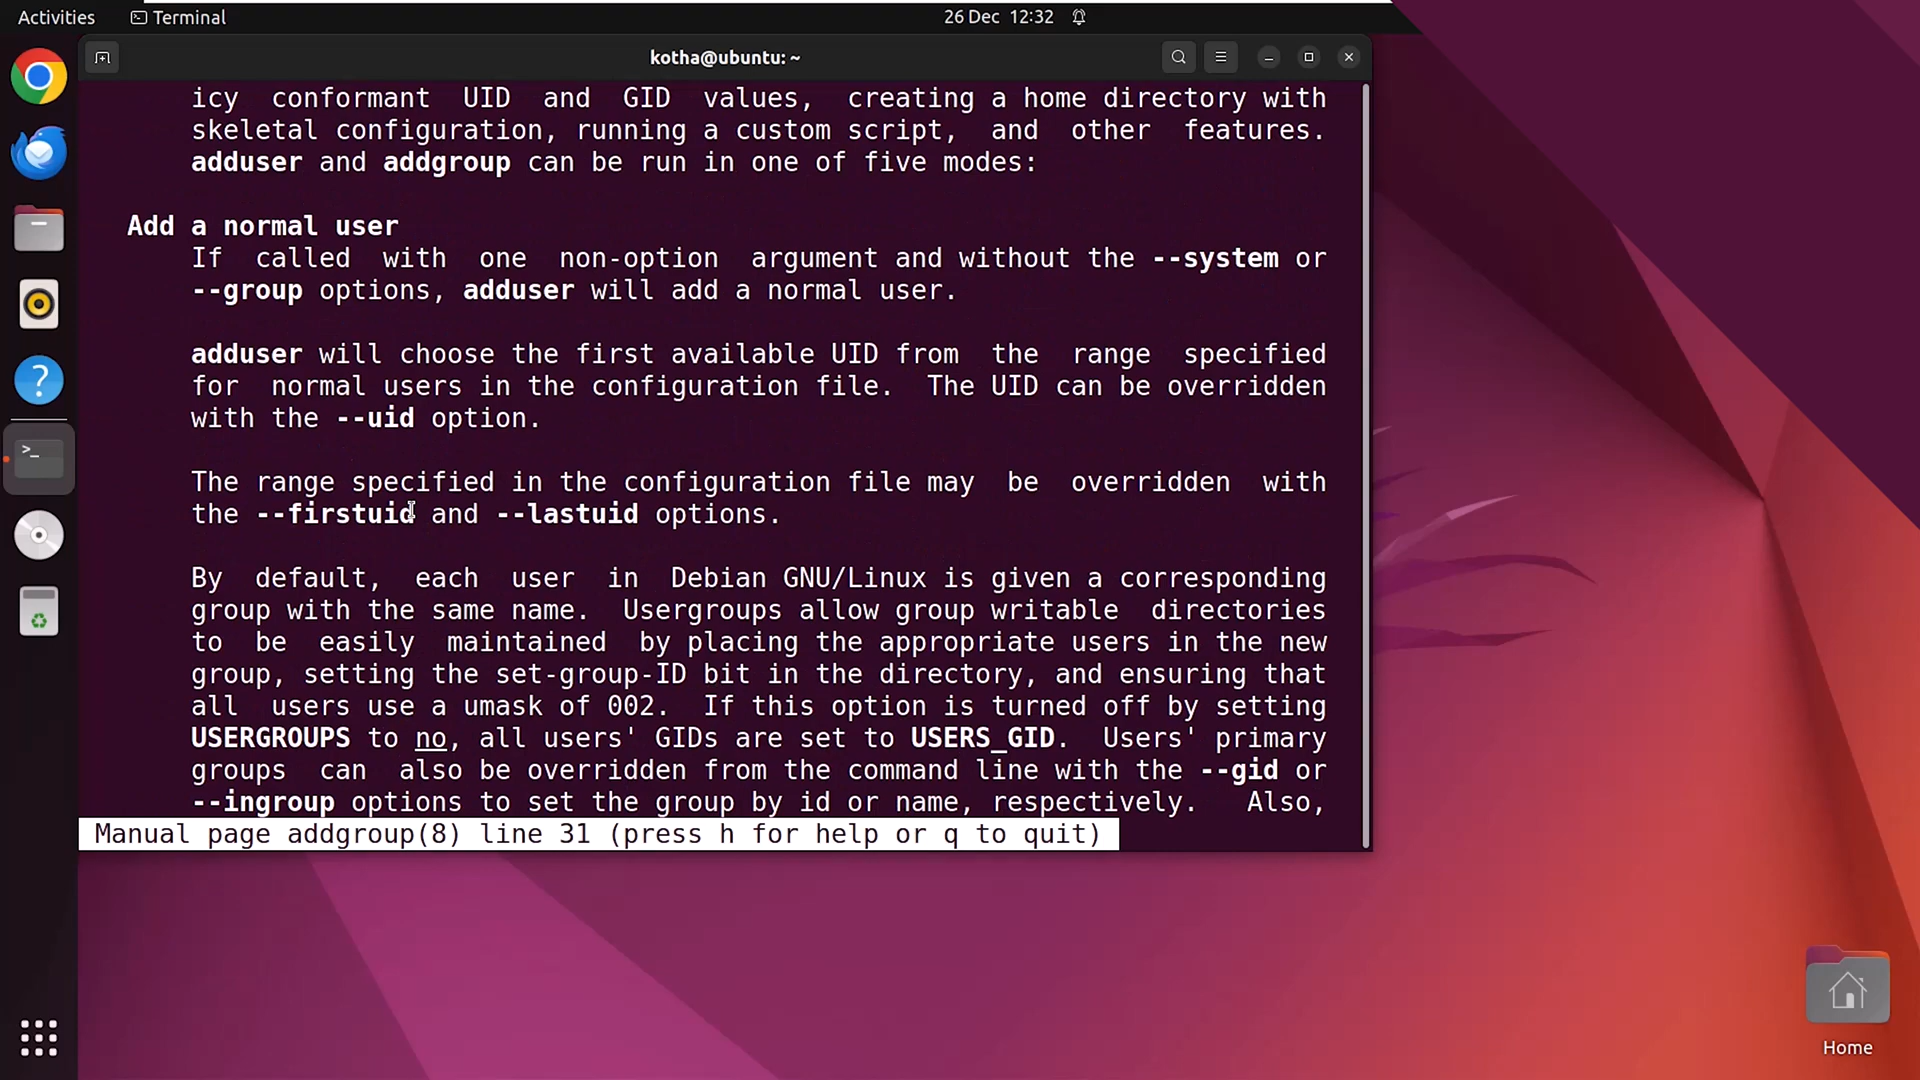 Activities
Terminal
26 Dec 12:32
kotha@ubuntu: ~
icy conformant UID and GID values, creating a home directory with
skeletal configuration, running a custom script, and other features.
adduser and addgroup can be run in one of five modes:
Add a normal user
If called with one non-option argument and without the --system or
--group options, adduser will add a normal user.
adduser will choose the first available UID from the range specified
for normal users in the configuration file. The UID can be overridden
with the --uid option.
The range specified in the configuration file may be overridden with
the --firstuid and --lastuid options.
By default, each user in Debian GNU/Linux is given a corresponding
group with the same name. Usergroups allow group writable directories
to be easily maintained by placing the appropriate users in the new
group, setting the set-group-ID bit in the directory, and ensuring that
all users use a umask of 002. If this option is turned off by setting
USERGROUPS to no, all users' GIDs are set to USERS_GID. Users' primary
groups can also be overridden from the command line with the --gid or
--ingroup options to set the group by id or name, respectively. Also,
Manual page addgroup(8) line 31 (press h for help or q to quit)
Home